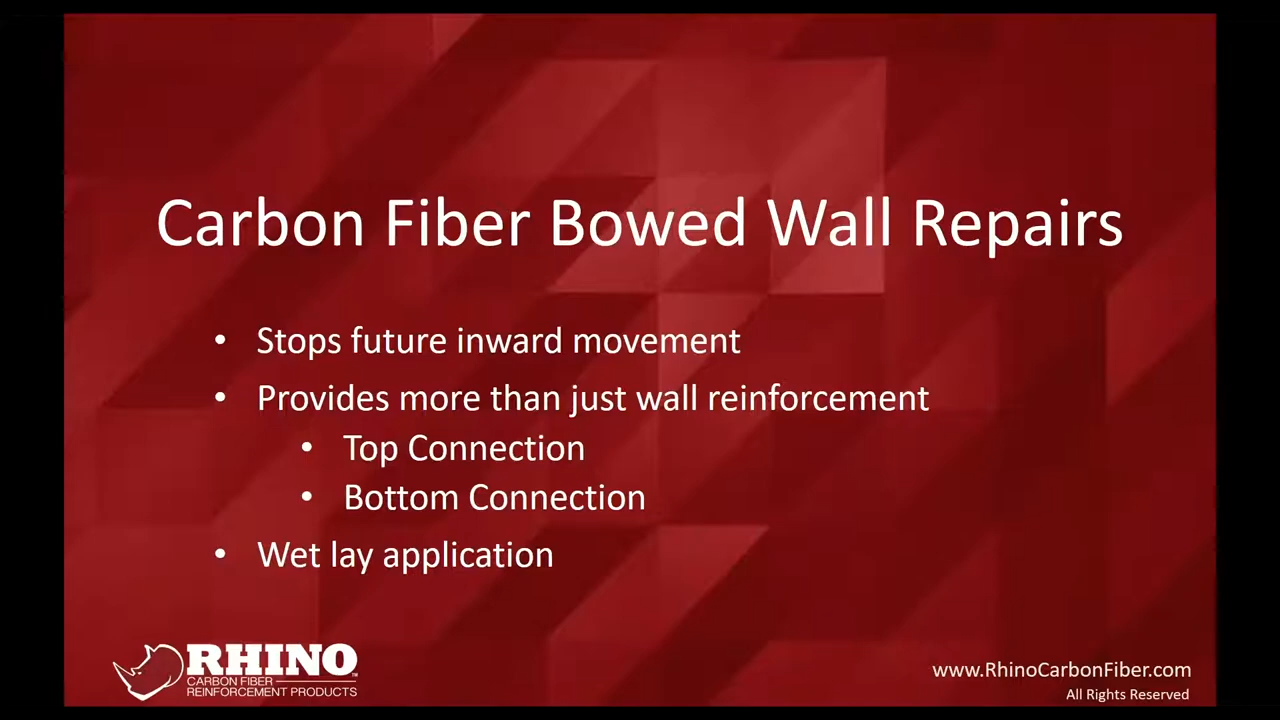 Carbon Fiber Bowed Wall Repairs
• Stops future inward movement
• Provides more than just wall reinforcement
• Top Connection
• Bottom Connection
• Wet lay application
RHINO™
CARBON FIBER
REINFORCEMENT PRODUCTS
www.RhinoCarbonFiber.com
All Rights Reserved